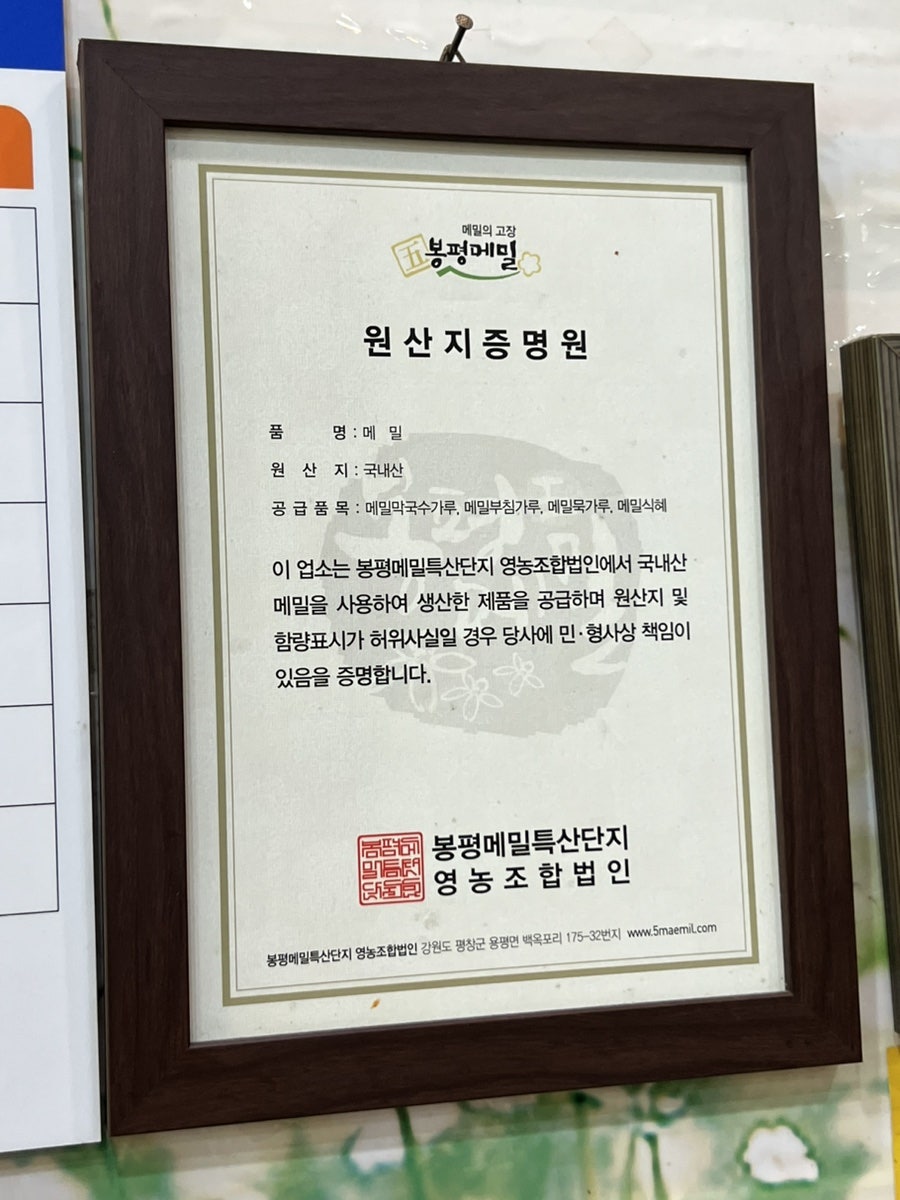 메밀의 고장
五봉평메밀
원산지증명원
품 명 : 메 밀
원 산 지 : 국내산
공급품목 : 메밀막국수가루, 메밀부침가루, 메밀묵가루, 메밀식혜
이 업소는 봉평메밀특산단지 영농조합법인에서 국내산
메밀을 사용하여 생산한 제품을 공급하며 원산지 및
함량표시가 허위사실일 경우 당사에 민·형사상 책임이
있음을 증명합니다.
봉평메밀특산단지
영농조합법인
봉평메밀특산단지 영농조합법인 강원도 평창군 용평면 백옥포리 175-32번지 www.5maemil.com